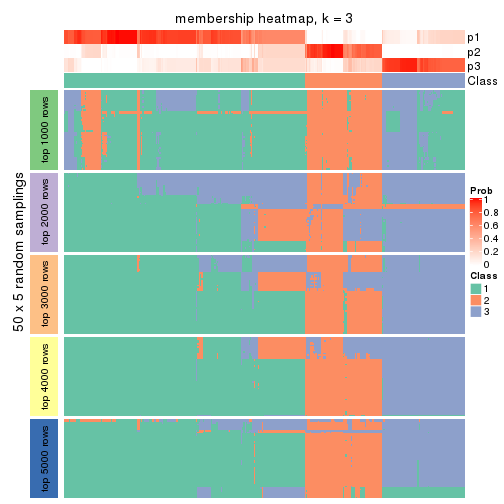 membership heatmap, k = 3
p1
p2
p3
Class
50 x 5 random samplings
top 1000 rows
top 2000 rows
top 3000 rows
top 4000 rows
top 5000 rows
Prob
1
0.8
0.6
0.4
0.2
0
Class
1
2
3